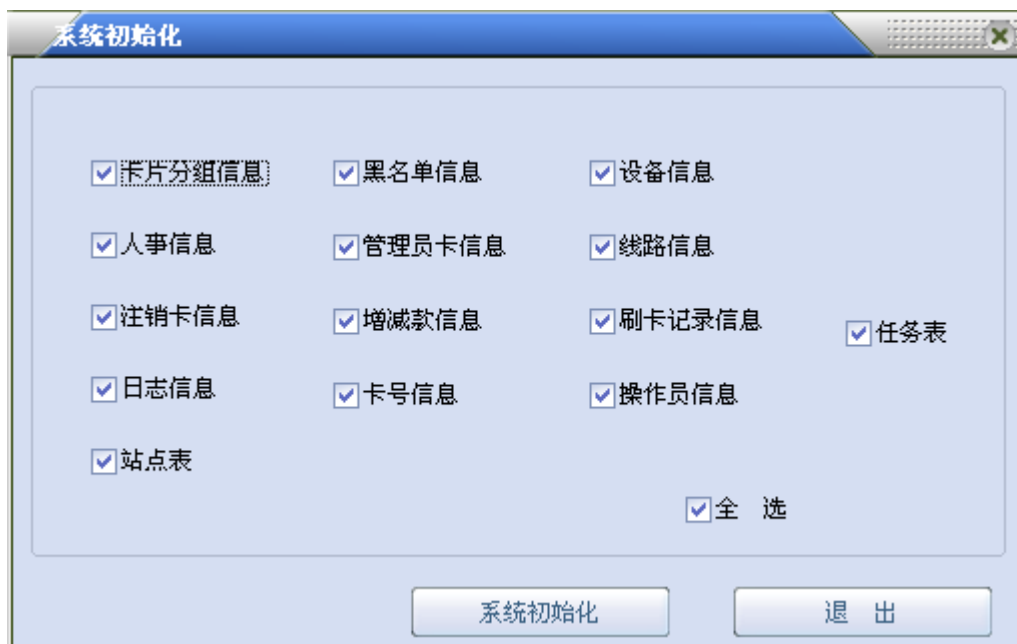 系统初始化
卡片分组信息 黑名单信息 设备信息
人事信息 管理员卡信息 线路信息
注销卡信息 增减款信息 刷卡记录信息 任务表
日志信息 卡号信息 操作员信息
站点表
全 选
系统初始化 退 出